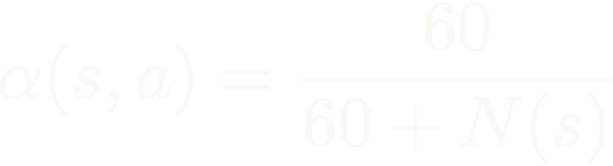 α(s, a) = 60 / (60 + N(s))